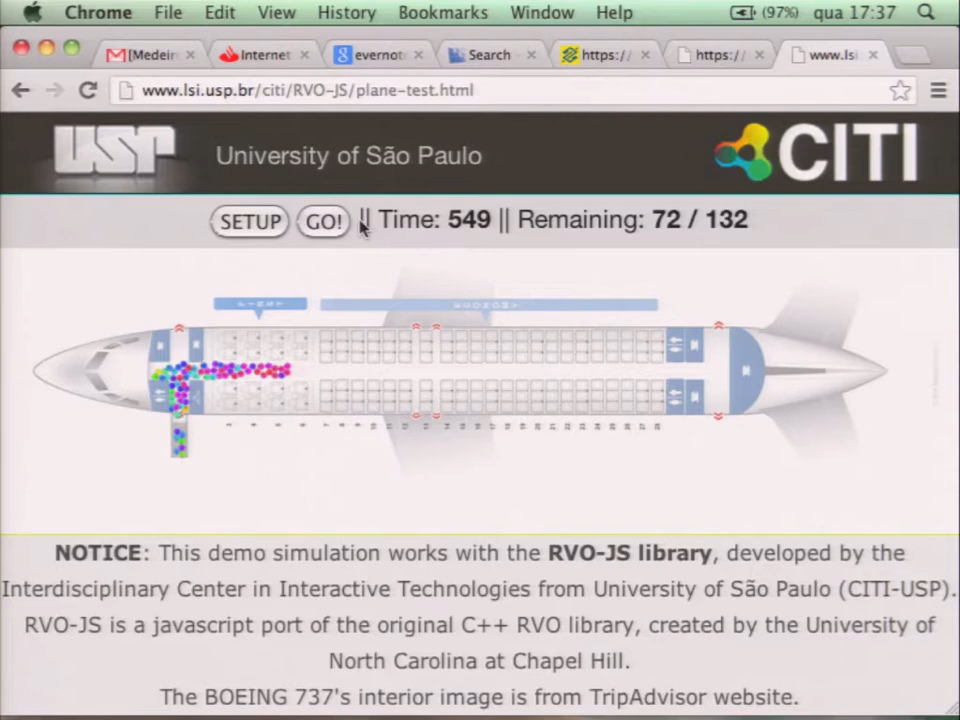 Chrome File Edit View History Bookmarks Window Help (97%) qua 17:37
[Medeir Internet evernot Search https:/ https:/ www.lsi
www.lsi.usp.br/citi/RVO-JS/plane-test.html
USP University of São Paulo CITI
SETUP GO! || Time: 549 || Remaining: 72 / 132
FIRST ECONOMY
NOTICE: This demo simulation works with the RVO-JS library, developed by the
Interdisciplinary Center in Interactive Technologies from University of São Paulo (CITI-USP).
RVO-JS is a javascript port of the original C++ RVO library, created by the University of
North Carolina at Chapel Hill.
The BOEING 737's interior image is from TripAdvisor website.